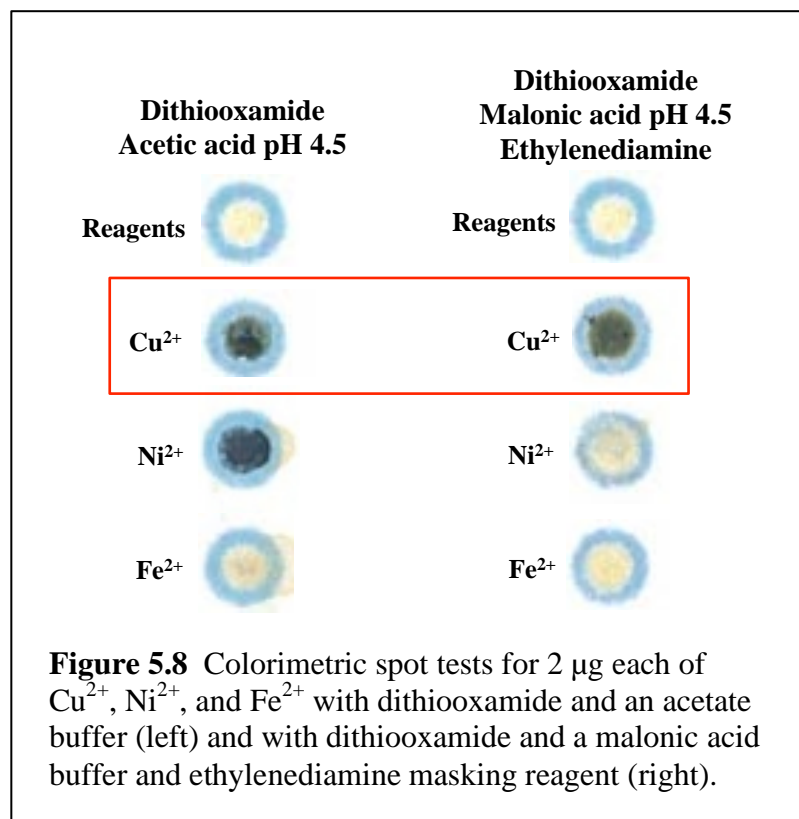 Dithiooxamide
Acetic acid pH 4.5
Dithiooxamide
Malonic acid pH 4.5
Ethylenediamine
Reagents
Reagents
Cu²⁺
Cu²⁺
Ni²⁺
Ni²⁺
Fe²⁺
Fe²⁺
Figure 5.8 Colorimetric spot tests for 2 μg each of
Cu²⁺, Ni²⁺, and Fe²⁺ with dithiooxamide and an acetate
buffer (left) and with dithiooxamide and a malonic acid
buffer and ethylenediamine masking reagent (right).